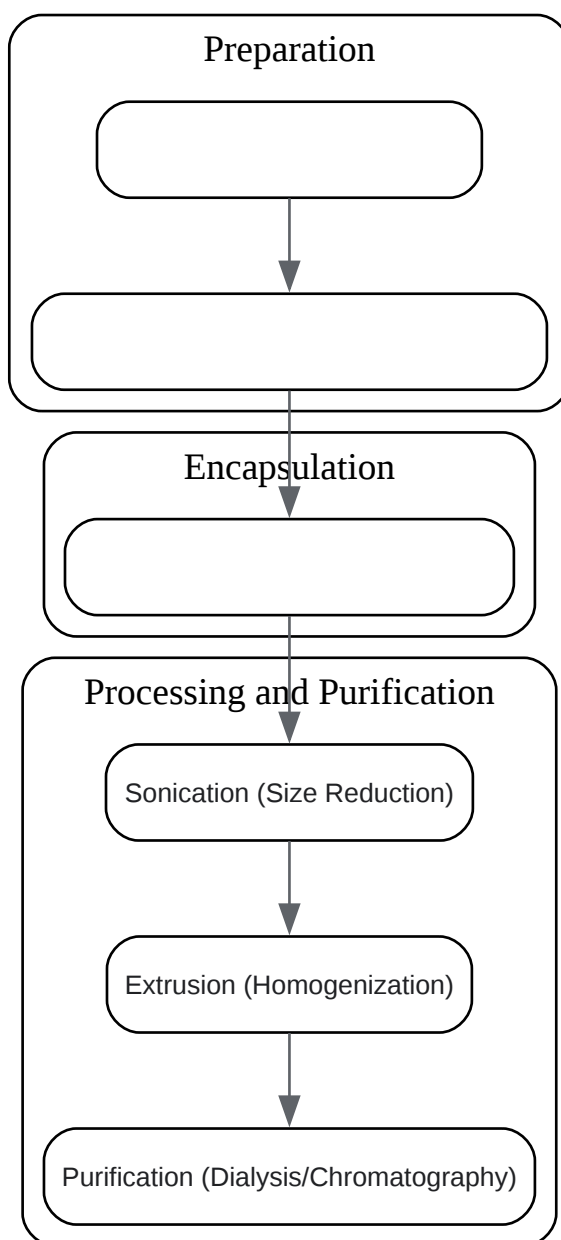 Preparation
Encapsulation
Processing and Purification
Sonication (Size Reduction)
Extrusion (Homogenization)
Purification (Dialysis/Chromatography)